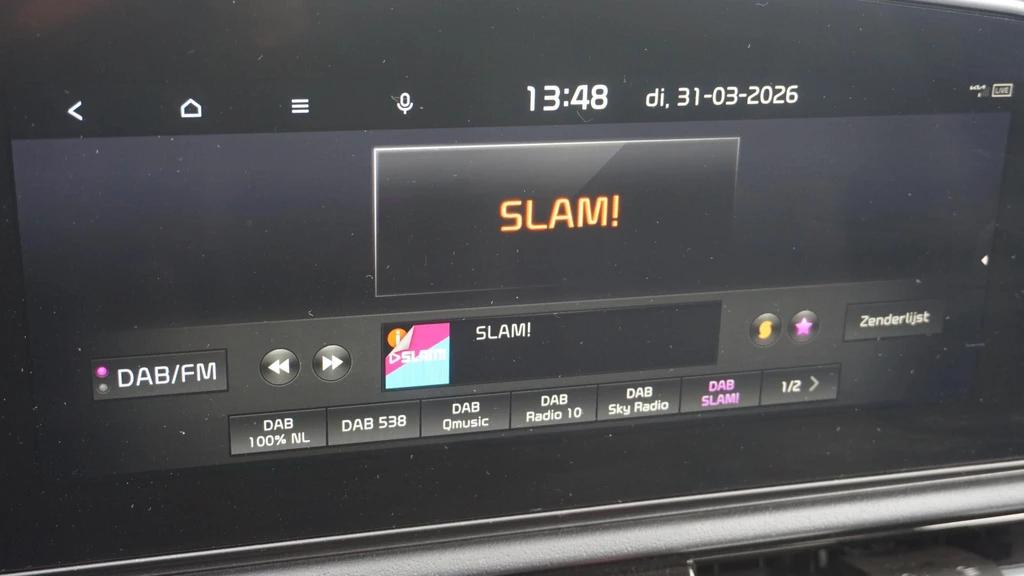 13:48 di, 31-03-2026
LIVE
SLAM!
SLAM!
SLAM!
Zenderlijst
DAB/FM
DAB
100% NL
DAB 538
DAB
Qmusic
DAB
Radio 10
DAB
Sky Radio
DAB
SLAM!
1/2